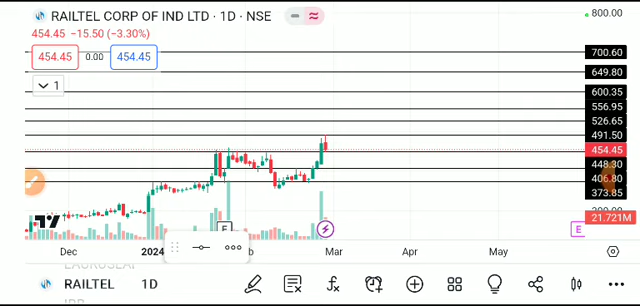 RAILTEL CORP OF IND LTD · 1D · NSE
454.45 −15.50 (−3.30%)
454.45 0.00 454.45
1
800.00
700.60
649.80
600.35
556.95
526.65
491.50
454.45
448.30
406.80
373.85
21.721M
E
E
Dec 2024 Mar Apr May
RAILTEL 1D